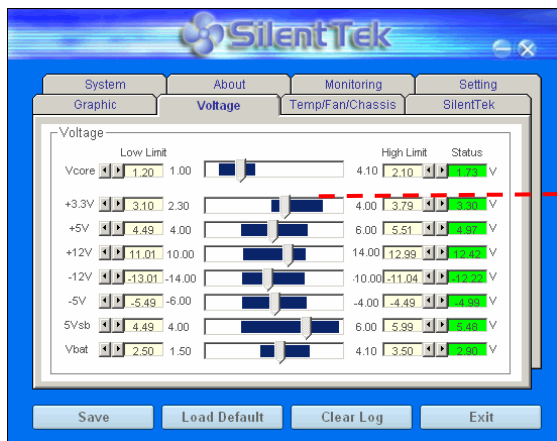 SilentTek
System About Monitoring Setting
Graphic Voltage Temp/Fan/Chassis SilentTek
Voltage
Low Limit High Limit Status
Vcore 1.20 1.00 4.10 2.10 1.73 V
+3.3V 3.10 2.30 4.00 3.79 3.30 V
+5V 4.49 4.00 6.00 5.51 4.97 V
+12V 11.01 10.00 14.00 12.99 12.42 V
-12V -13.01 -14.00 -10.00 -11.04 -12.22 V
-5V -5.49 -6.00 -4.00 -4.49 -4.99 V
5Vsb 4.49 4.00 6.00 5.99 5.48 V
Vbat 2.50 1.50 4.10 3.50 2.90 V
Save Load Default Clear Log Exit